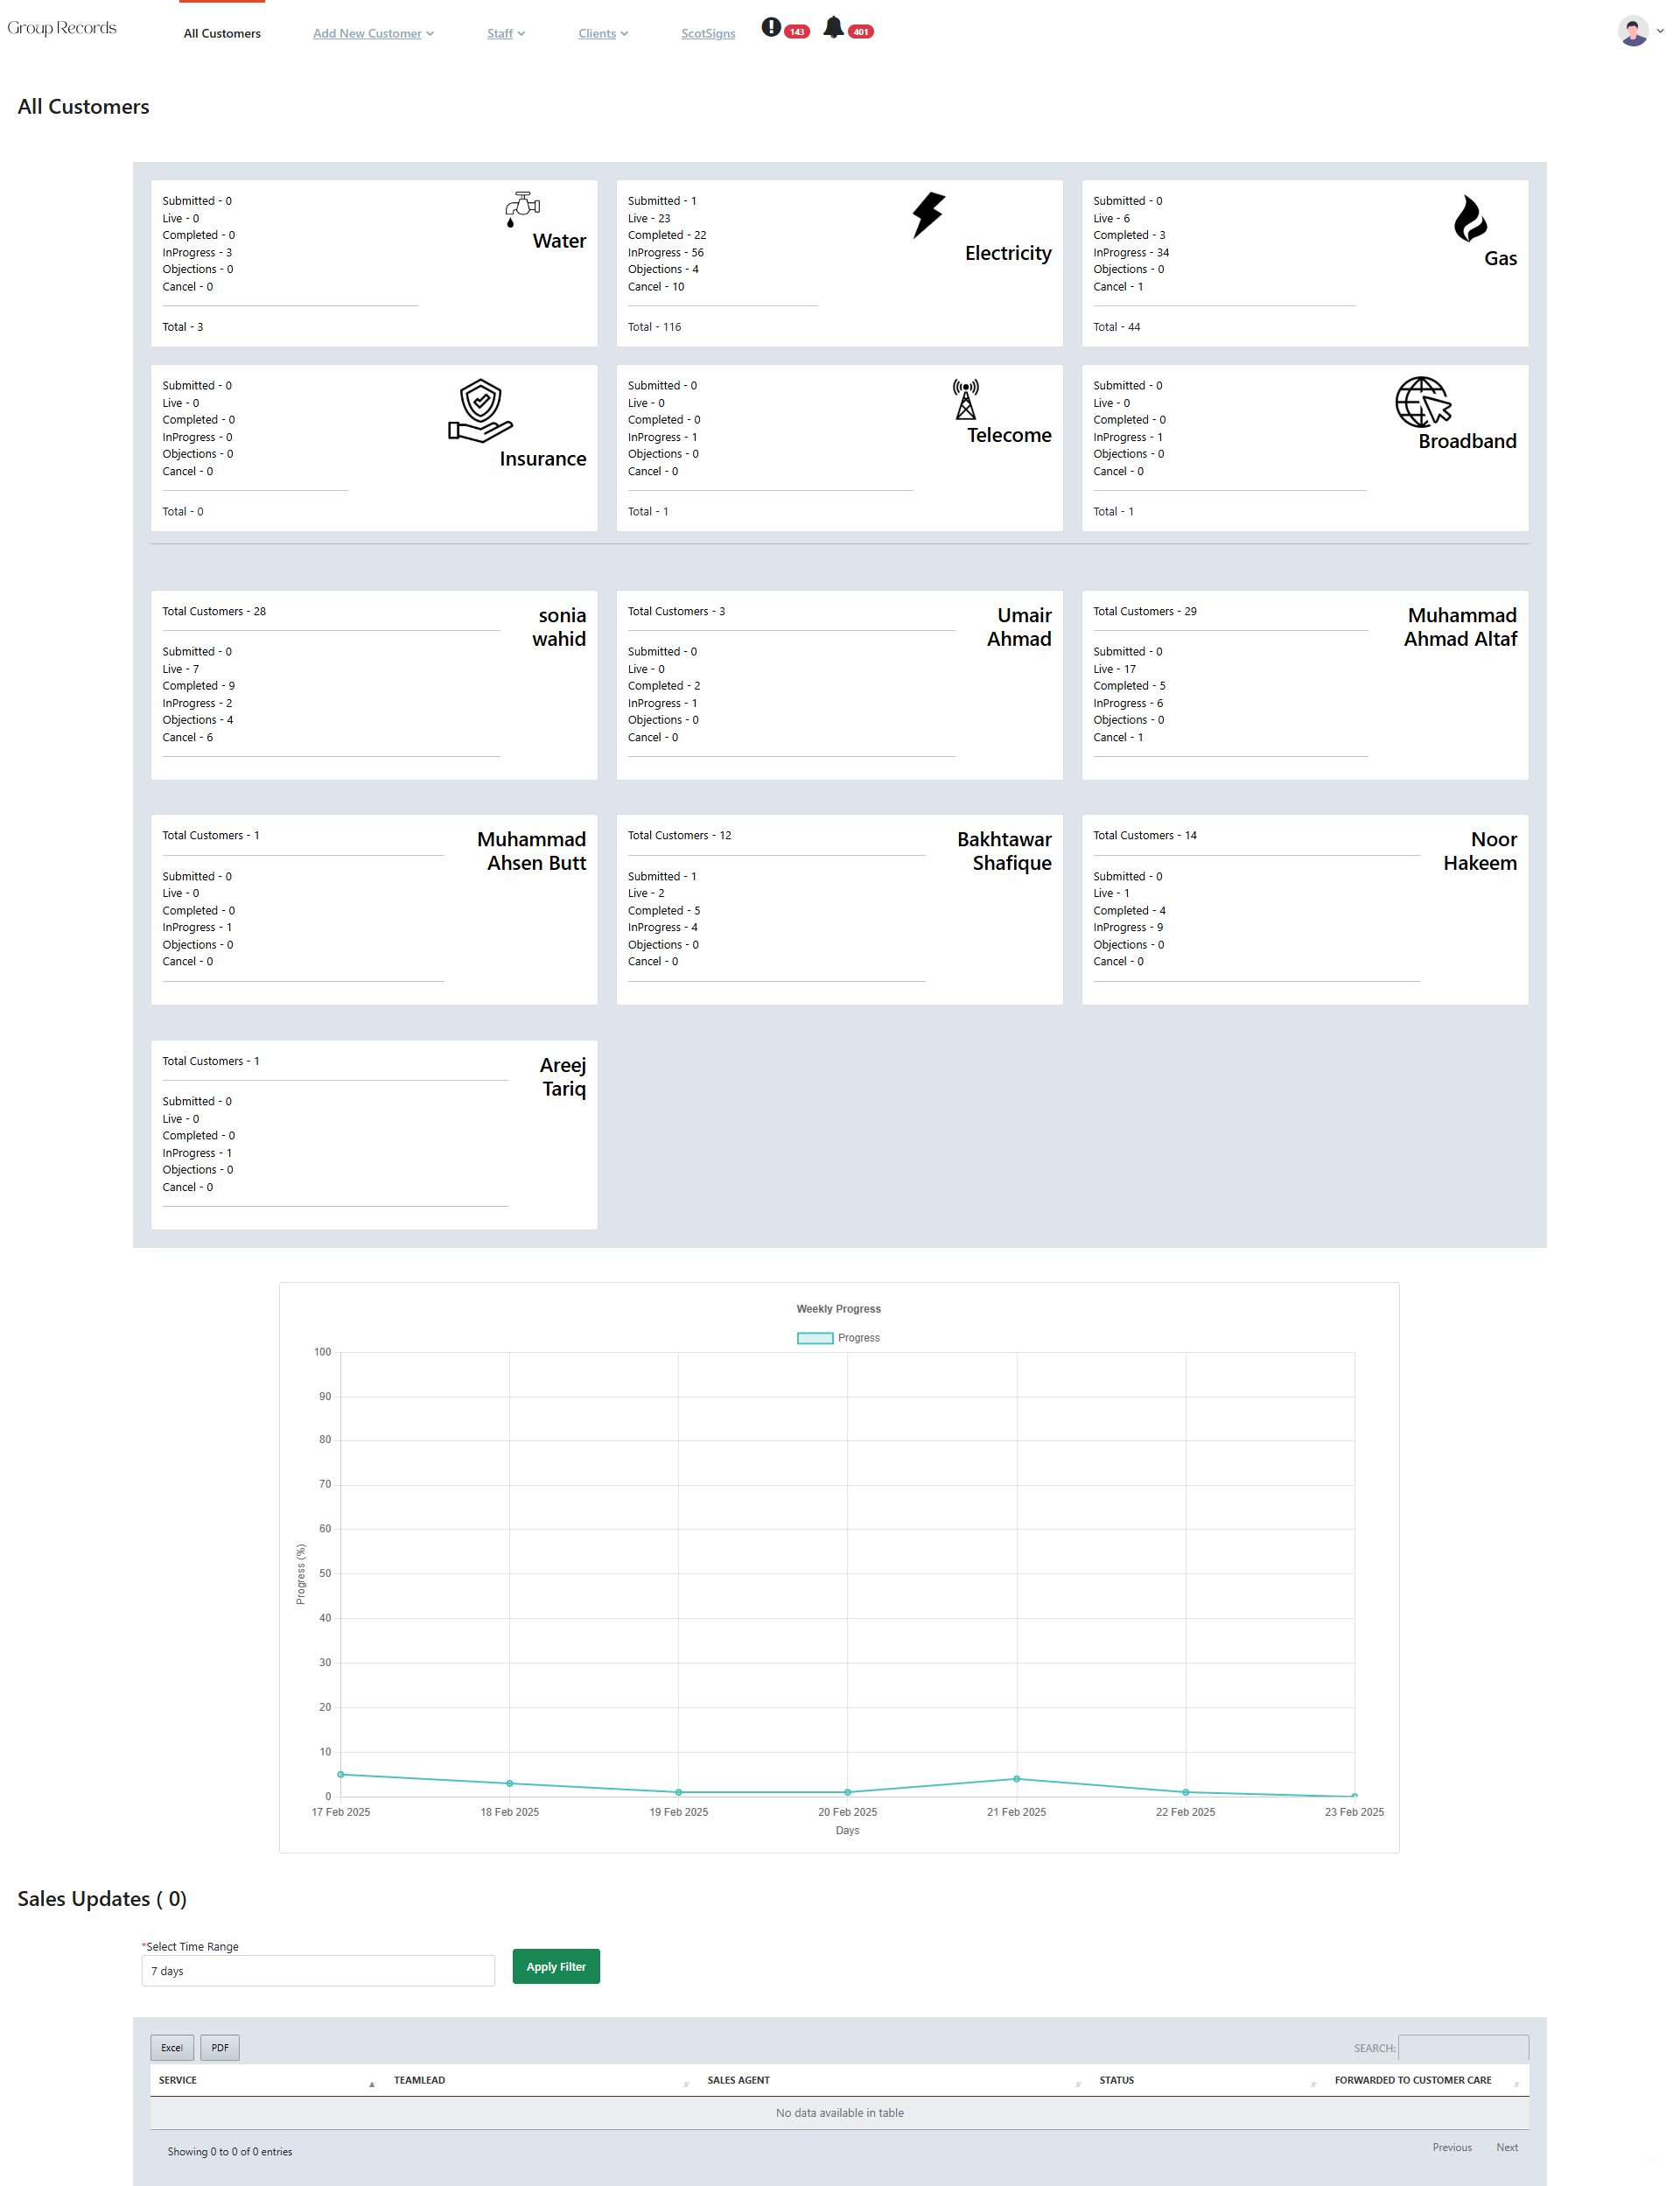 Group Records
All Customers
Add New Customer
Staff
Clients
ScotSigns
143
401
All Customers
Submitted - 0
Live - 0
Completed - 0
InProgress - 3
Objections - 0
Cancel - 0
Total - 3
Water
Submitted - 1
Live - 23
Completed - 22
InProgress - 56
Objections - 4
Cancel - 10
Total - 116
Electricity
Submitted - 0
Live - 6
Completed - 3
InProgress - 34
Objections - 0
Cancel - 1
Total - 44
Gas
Submitted - 0
Live - 0
Completed - 0
InProgress - 0
Objections - 0
Cancel - 0
Total - 0
Insurance
Submitted - 0
Live - 0
Completed - 0
InProgress - 1
Objections - 0
Cancel - 0
Total - 1
Telecome
Submitted - 0
Live - 0
Completed - 0
InProgress - 1
Objections - 0
Cancel - 0
Total - 1
Broadband
Total Customers - 28
Submitted - 0
Live - 7
Completed - 9
InProgress - 2
Objections - 4
Cancel - 6
sonia
wahid
Total Customers - 3
Submitted - 0
Live - 0
Completed - 2
InProgress - 1
Objections - 0
Cancel - 0
Umair
Ahmad
Total Customers - 29
Submitted - 0
Live - 17
Completed - 5
InProgress - 6
Objections - 0
Cancel - 1
Muhammad
Ahmad Altaf
Total Customers - 1
Submitted - 0
Live - 0
Completed - 0
InProgress - 1
Objections - 0
Cancel - 0
Muhammad
Ahsen Butt
Total Customers - 12
Submitted - 1
Live - 2
Completed - 5
InProgress - 4
Objections - 0
Cancel - 0
Bakhtawar
Shafique
Total Customers - 14
Submitted - 0
Live - 1
Completed - 4
InProgress - 9
Objections - 0
Cancel - 0
Noor
Hakeem
Total Customers - 1
Submitted - 0
Live - 0
Completed - 0
InProgress - 1
Objections - 0
Cancel - 0
Areej
Tariq
Weekly Progress
Progress
100
90
80
70
60
50
40
30
20
10
0
Progress (%)
17 Feb 2025
18 Feb 2025
19 Feb 2025
20 Feb 2025
21 Feb 2025
22 Feb 2025
23 Feb 2025
Days
Sales Updates ( 0)
*Select Time Range
7 days
Apply Filter
Excel
PDF
SEARCH:
SERVICE
TEAMLEAD
SALES AGENT
STATUS
FORWARDED TO CUSTOMER CARE
No data available in table
Showing 0 to 0 of 0 entries
Previous
Next